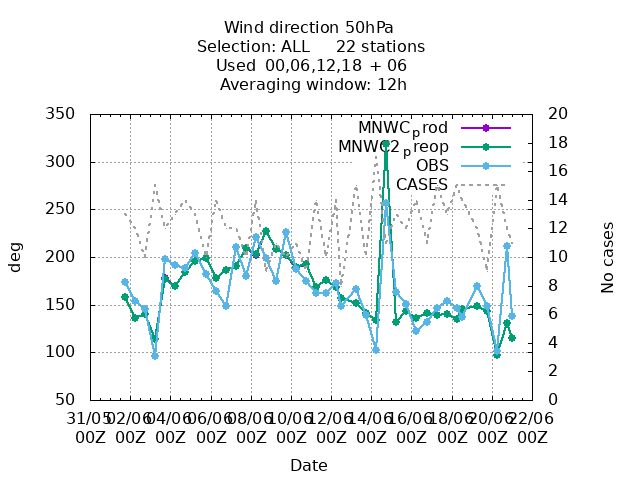 Wind direction 50hPa
Selection: ALL 22 stations
Used 00,06,12,18 + 06
Averaging window: 12h
350
300
250
200
150
100
50
deg
20
18
16
14
12
10
8
6
4
2
0
No cases
MNWC_prod
MNWC2_preop
OBS
CASES
31/05 02/06 04/06 06/06 08/06 10/06 12/06 14/06 16/06 18/06 20/06 22/06
00Z 00Z 00Z 00Z 00Z 00Z 00Z 00Z 00Z 00Z 00Z 00Z
Date